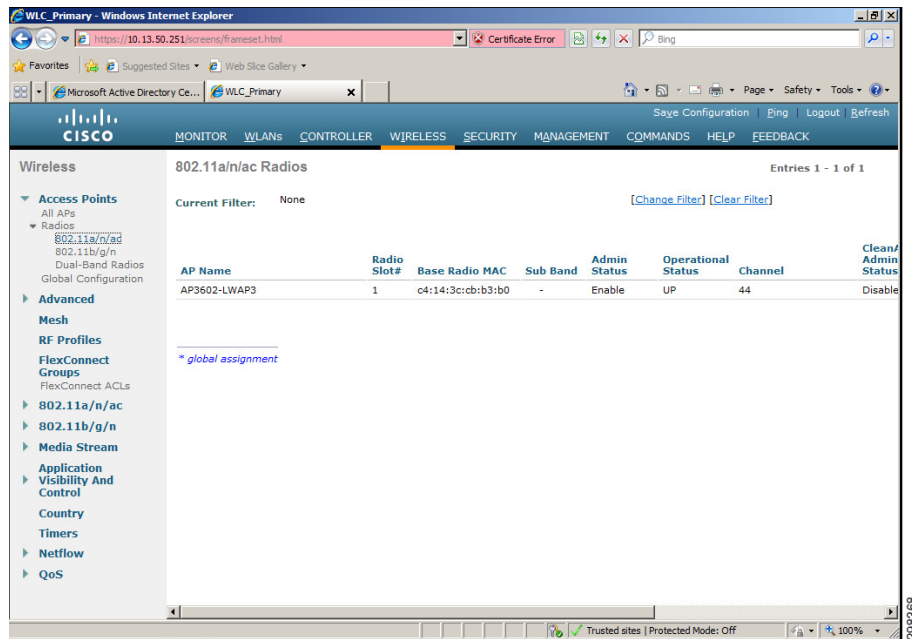 WLC_Primary - Windows Internet Explorer
https://10.13.50.251/screens/frameset.html Certificate Error Bing
Favorites Suggested Sites Web Slice Gallery
Microsoft Active Directory Ce... WLC_Primary Page Safety Tools
Save Configuration | Ping | Logout | Refresh
CISCO MONITOR WLANs CONTROLLER WIRELESS SECURITY MANAGEMENT COMMANDS HELP FEEDBACK
Wireless
Access Points
All APs
Radios
802.11a/n/ac
802.11b/g/n
Dual-Band Radios
Global Configuration
Advanced
Mesh
RF Profiles
FlexConnect
Groups
FlexConnect ACLs
802.11a/n/ac
802.11b/g/n
Media Stream
Application
Visibility And
Control
Country
Timers
Netflow
QoS
802.11a/n/ac Radios Entries 1 - 1 of 1
Current Filter: None [Change Filter] [Clear Filter]
AP Name Radio Slot# Base Radio MAC Sub Band Admin Status Operational Status Channel CleanA Admin Status
AP3602-LWAP3 1 c4:14:3c:cb:b3:b0 - Enable UP 44 Disable
* global assignment
Trusted sites | Protected Mode: Off 100%